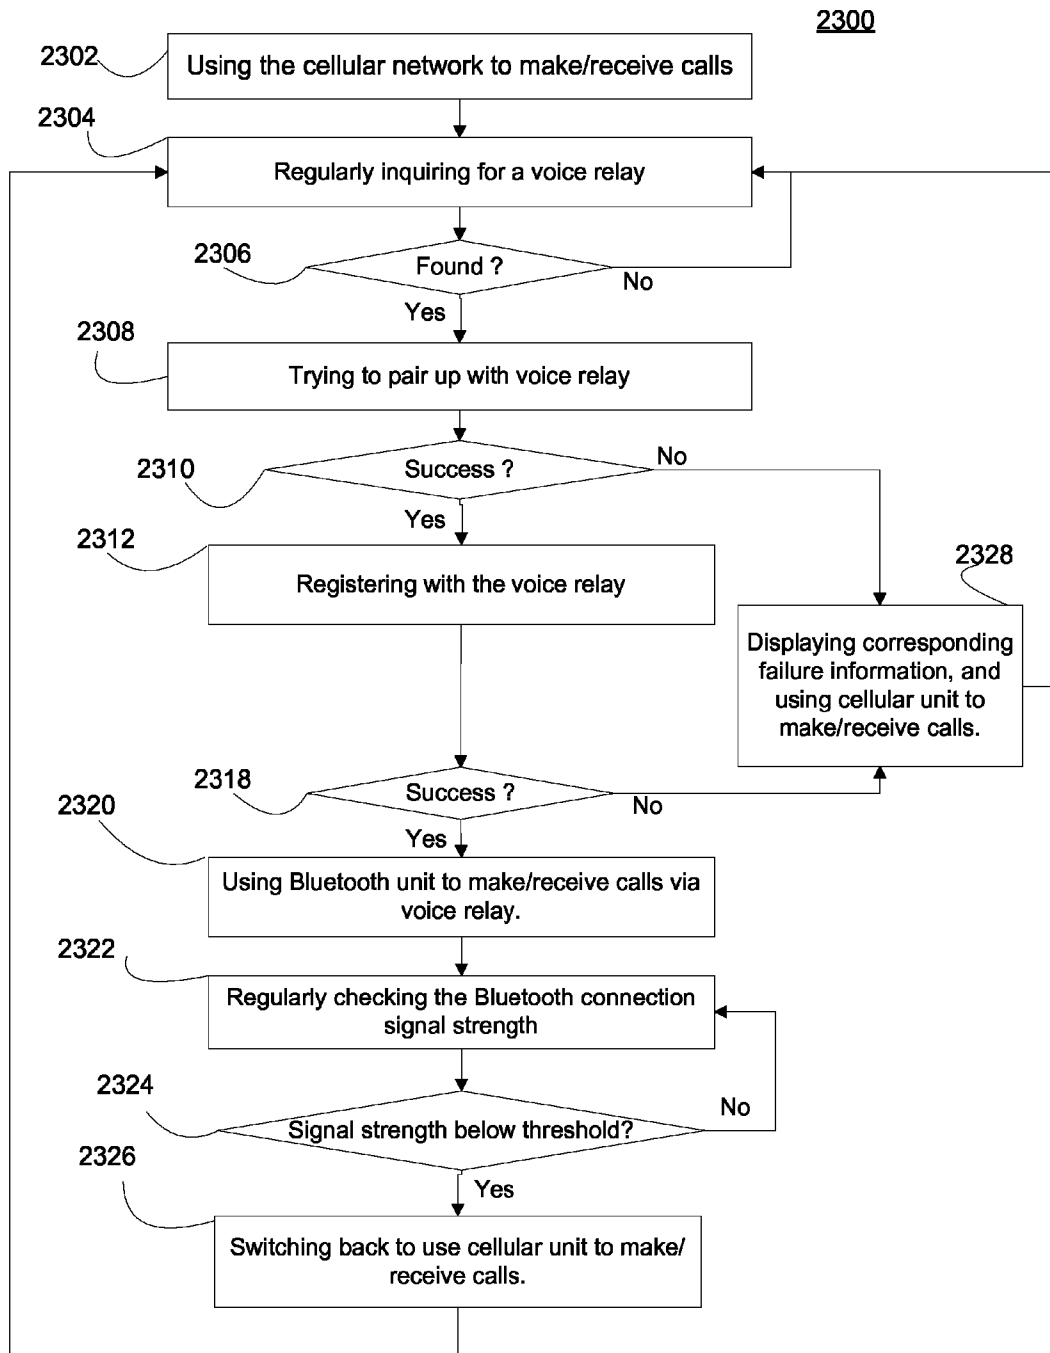 2300
2302
Using the cellular network to make/receive calls
2304
Regularly inquiring for a voice relay
2306
Found ?
No
Yes
2308
Trying to pair up with voice relay
2310
Success ?
No
Yes
2312
Registering with the voice relay
2328
Displaying corresponding
failure information, and
using cellular unit to
make/receive calls.
2318
Success ?
No
2320
Yes
Using Bluetooth unit to make/receive calls via
voice relay.
2322
Regularly checking the Bluetooth connection
signal strength
2324
No
Signal strength below threshold?
2326
Yes
Switching back to use cellular unit to make/
receive calls.